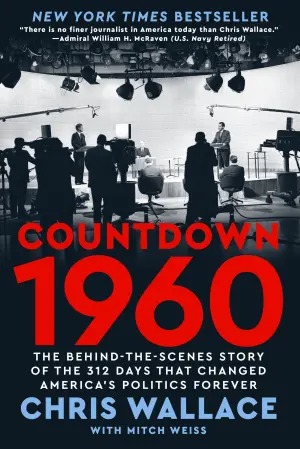 NEW YORK TIMES BESTSELLER
"There is no finer journalist in America today than Chris Wallace."
—Admiral William H. McRaven (U.S. Navy Retired)
COUNTDOWN
1960
THE BEHIND-THE-SCENES STORY
OF THE 312 DAYS THAT CHANGED
AMERICA'S POLITICS FOREVER
CHRIS WALLACE
WITH MITCH WEISS